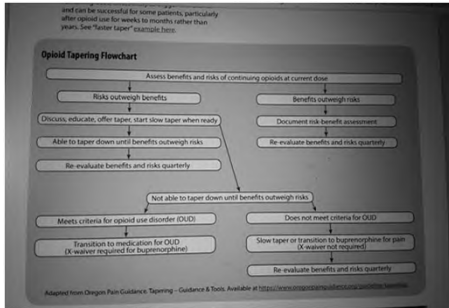 and can be successful for some patients, particularly
after opioid use for weeks to months rather than
years. See "faster taper" example here.
Opioid Tapering Flowchart
Assess benefits and risks of continuing opioids at current dose
Risks outweigh benefits
Benefits outweigh risks
Discuss, educate, offer taper, start slow taper when ready
Document risk-benefit assessment
Able to taper down until benefits outweigh risks
Re-evaluate benefits and risks quarterly
Re-evaluate benefits and risks quarterly
Not able to taper down until benefits outweigh risks
Meets criteria for opioid use disorder (OUD)
Does not meet criteria for OUD
Transition to medication for OUD
(X-waiver required for buprenorphine)
Slow taper or transition to buprenorphine for pain
(X-waiver not required)
Re-evaluate benefits and risks quarterly
Adapted from Oregon Pain Guidance. Tapering – Guidance & Tools. Available at